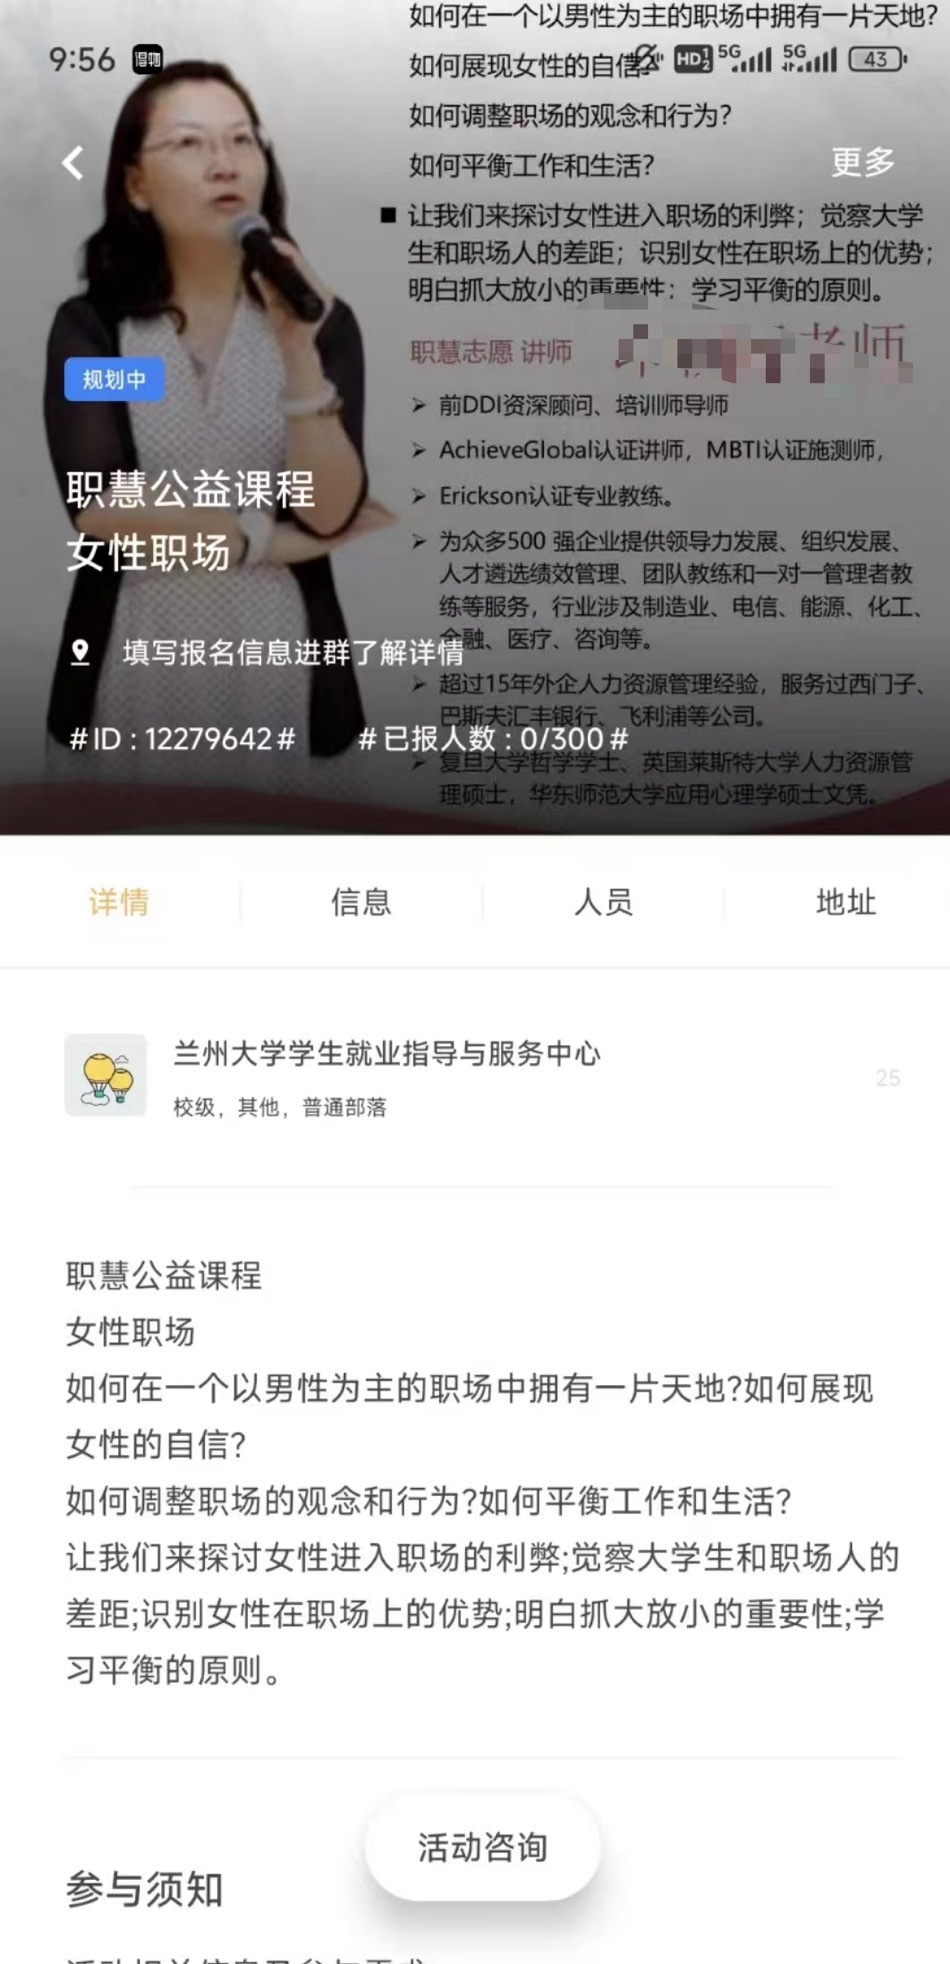 如何在一个以男性为主的职场中拥有一片天地?
9:56
得物
HD
5G
5G
43
如何展现女性的自信?
如何调整职场的观念和行为?
如何平衡工作和生活?
更多
■ 让我们来探讨女性进入职场的利弊；觉察大学
生和职场人的差距；识别女性在职场上的优势；
明白抓大放小的重要性；学习平衡的原则。
职慧志愿 讲师
老师
规划中
➢ 前DDI资深顾问、培训师导师
➢ AchieveGlobal认证讲师，MBTI认证施测师，
➢ Erickson认证专业教练。
➢ 为众多500 强企业提供领导力发展、组织发展、
人才遴选绩效管理、团队教练和一对一管理者教
练等服务，行业涉及制造业、电信、能源、化工、
金融、医疗、咨询等。
➢ 超过15年外企人力资源管理经验，服务过西门子、
巴斯夫汇丰银行、飞利浦等公司。
➢ 复旦大学哲学学士、英国莱斯特大学人力资源管
理硕士，华东师范大学应用心理学硕士文凭。
职慧公益课程
女性职场
填写报名信息进群了解详情
#ID : 12279642#
#已报人数 : 0/300#
详情
信息
人员
地址
兰州大学学生就业指导与服务中心
校级，其他，普通部落
25
职慧公益课程
女性职场
如何在一个以男性为主的职场中拥有一片天地?如何展现
女性的自信?
如何调整职场的观念和行为?如何平衡工作和生活?
让我们来探讨女性进入职场的利弊;觉察大学生和职场人的
差距;识别女性在职场上的优势;明白抓大放小的重要性;学
习平衡的原则。
活动咨询
参与须知